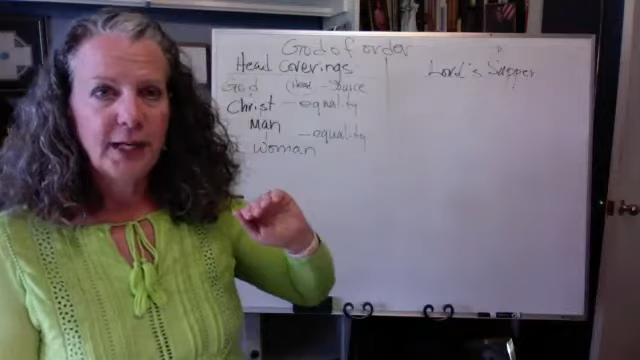 God of order
Head Coverings
God (Head - Source
Christ - equality
Man
- equality
woman
Lord's Supper